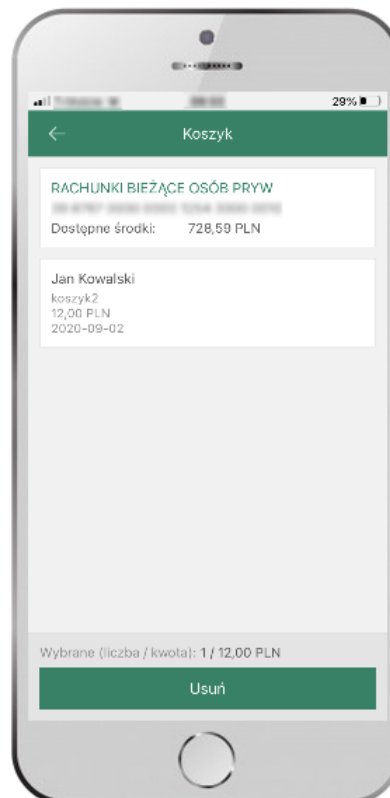 29%
Koszyk
RACHUNKI BIEŻĄCE OSÓB PRYW
Dostępne środki: 728,59 PLN
Jan Kowalski
koszyk2
12,00 PLN
2020-09-02
Wybrane (liczba / kwota): 1 / 12,00 PLN
Usuń